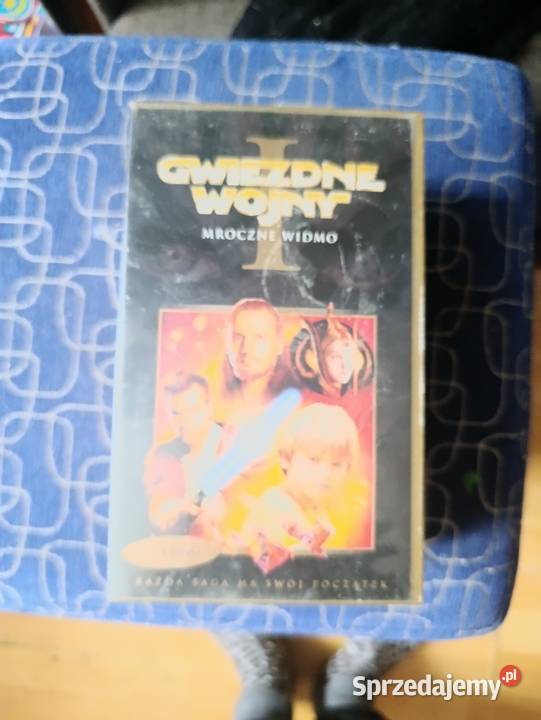 I
GWIEZDNE
WOJNY
MROCZNE WIDMO
KAŻDA SAGA MA SWÓJ POCZĄTEK
Sprzedajemy.pl